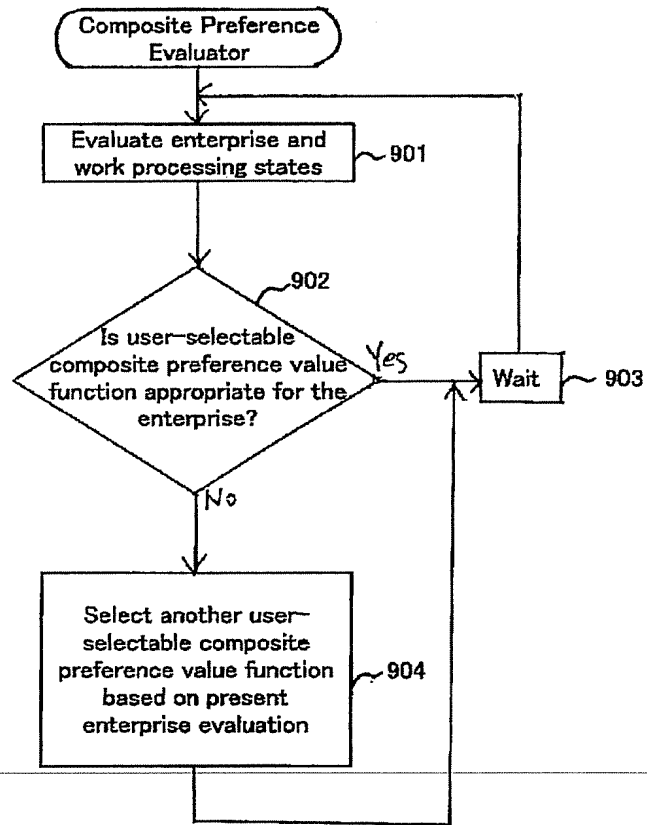 Composite Preference
Evaluator
Evaluate enterprise and
work processing states
901
902
Is user-selectable
composite preference value
function appropriate for the
enterprise?
Yes
Wait
903
No
Select another user-
selectable composite
preference value function
based on present
enterprise evaluation
904